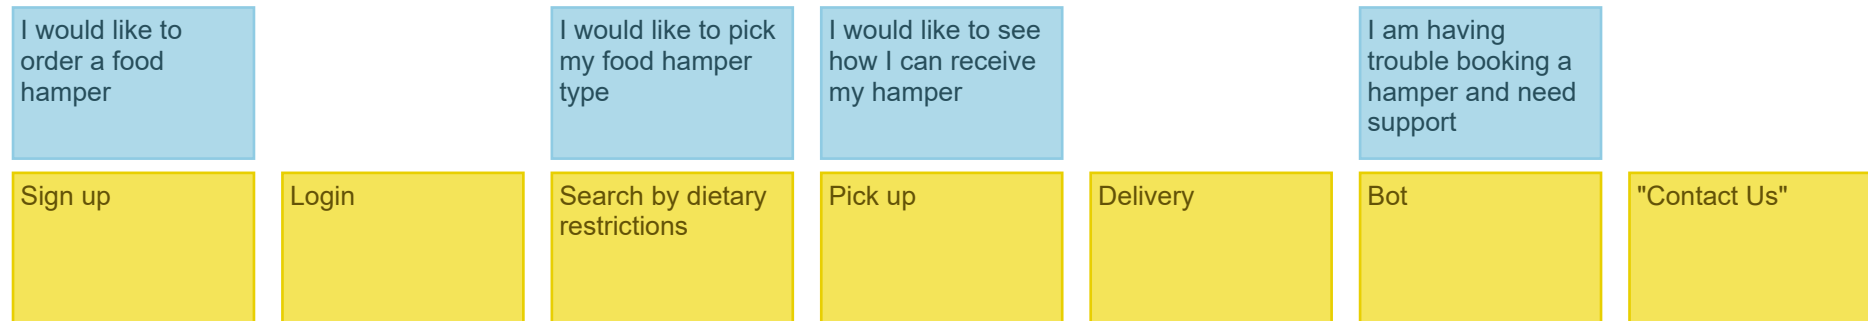 I would like to
order a food
hamper
I would like to pick
my food hamper
type
I would like to see
how I can receive
my hamper
I am having
trouble booking a
hamper and need
support
Sign up
Login
Search by dietary
restrictions
Pick up
Delivery
Bot
"Contact Us"